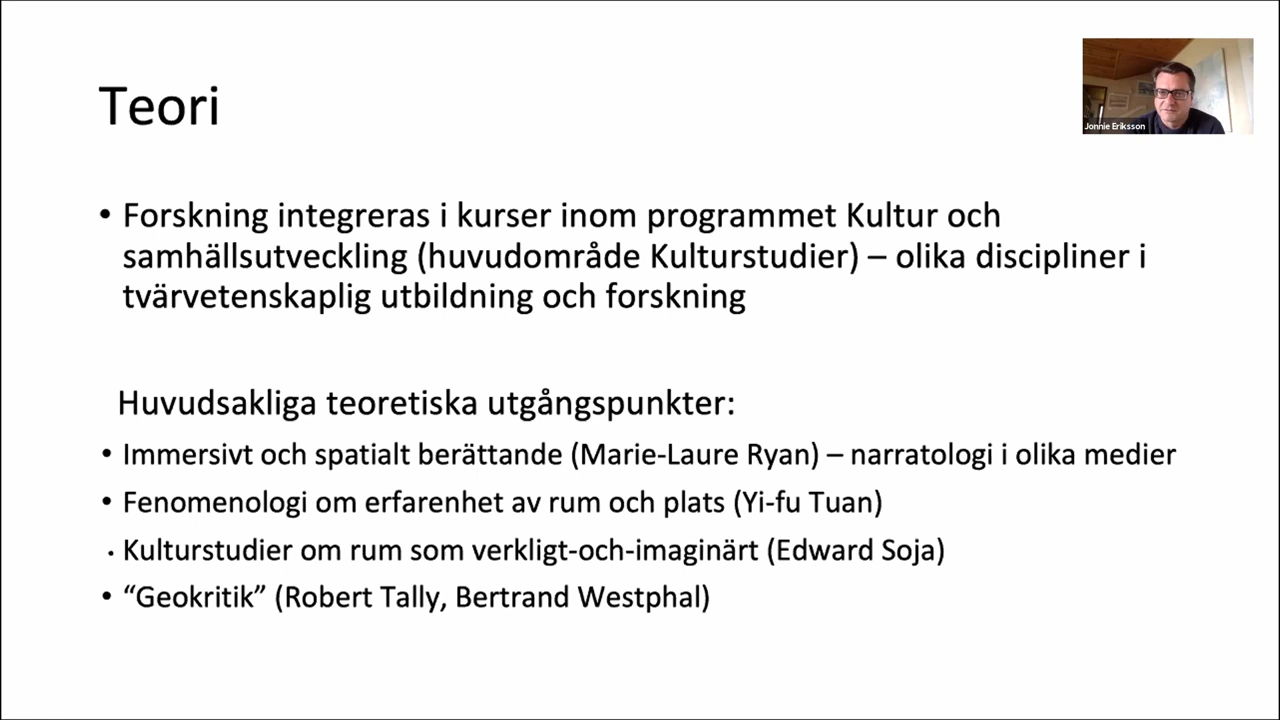 Teori
Jonnie Eriksson
• Forskning integreras i kurser inom programmet Kultur och
samhällsutveckling (huvudområde Kulturstudier) – olika discipliner i
tvärvetenskaplig utbildning och forskning
Huvudsakliga teoretiska utgångspunkter:
• Immersivt och spatialt berättande (Marie-Laure Ryan) – narratologi i olika medier
• Fenomenologi om erfarenhet av rum och plats (Yi-fu Tuan)
• Kulturstudier om rum som verkligt-och-imaginärt (Edward Soja)
• “Geokritik” (Robert Tally, Bertrand Westphal)